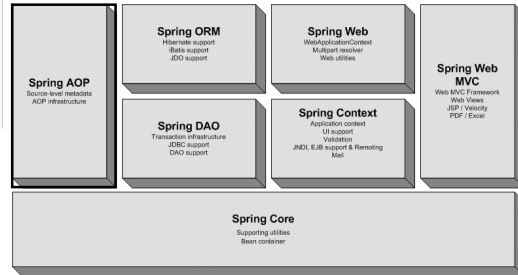 Spring AOP
Source-level metadata
AOP infrastructure
Spring ORM
Hibernate support
iBatis support
JDO support
Spring DAO
Transaction infrastructure
JDBC support
DAO support
Spring Web
WebApplicationContext
Multipart resolver
Web utilities
Spring Context
Application context
UI support
Validation
JNDI, EJB support & Remoting
Mail
Spring Web
MVC
Web MVC Framework
Web Views
JSP / Velocity
PDF / Excel
Spring Core
Supporting utilities
Bean container